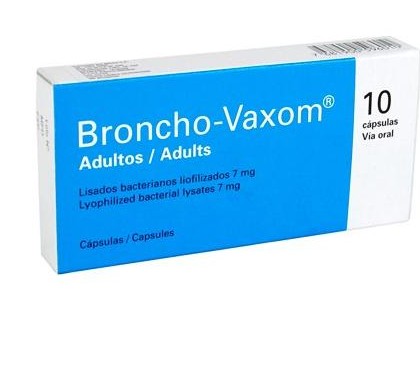 Broncho-Vaxom®
Adultos / Adults
Lisados bacterianos liofilizados 7 mg
Lyophilized bacterial lysates 7 mg
Cápsulas / Capsules
10
cápsulas
Vía oral